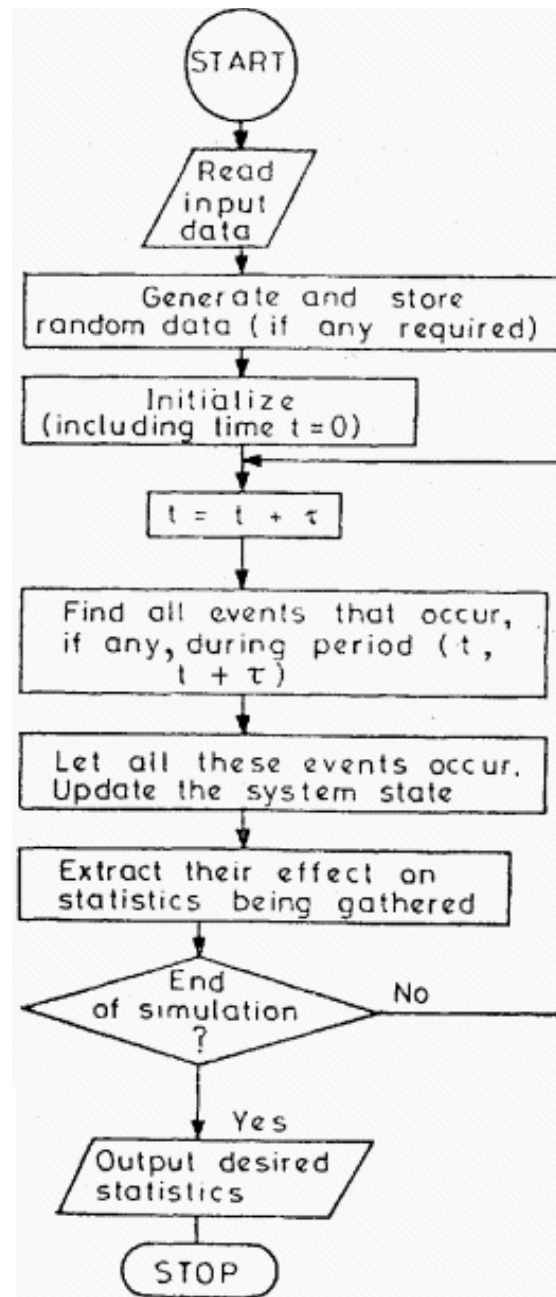 START
Read
input
data
Generate and store
random data (if any required)
Initialize
(including time t=0)
t = t + τ
Find all events that occur,
if any, during period (t,
t + τ)
Let all these events occur.
Update the system state
Extract their effect on
statistics being gathered
End
of simulation
?
No
Yes
Output desired
statistics
STOP